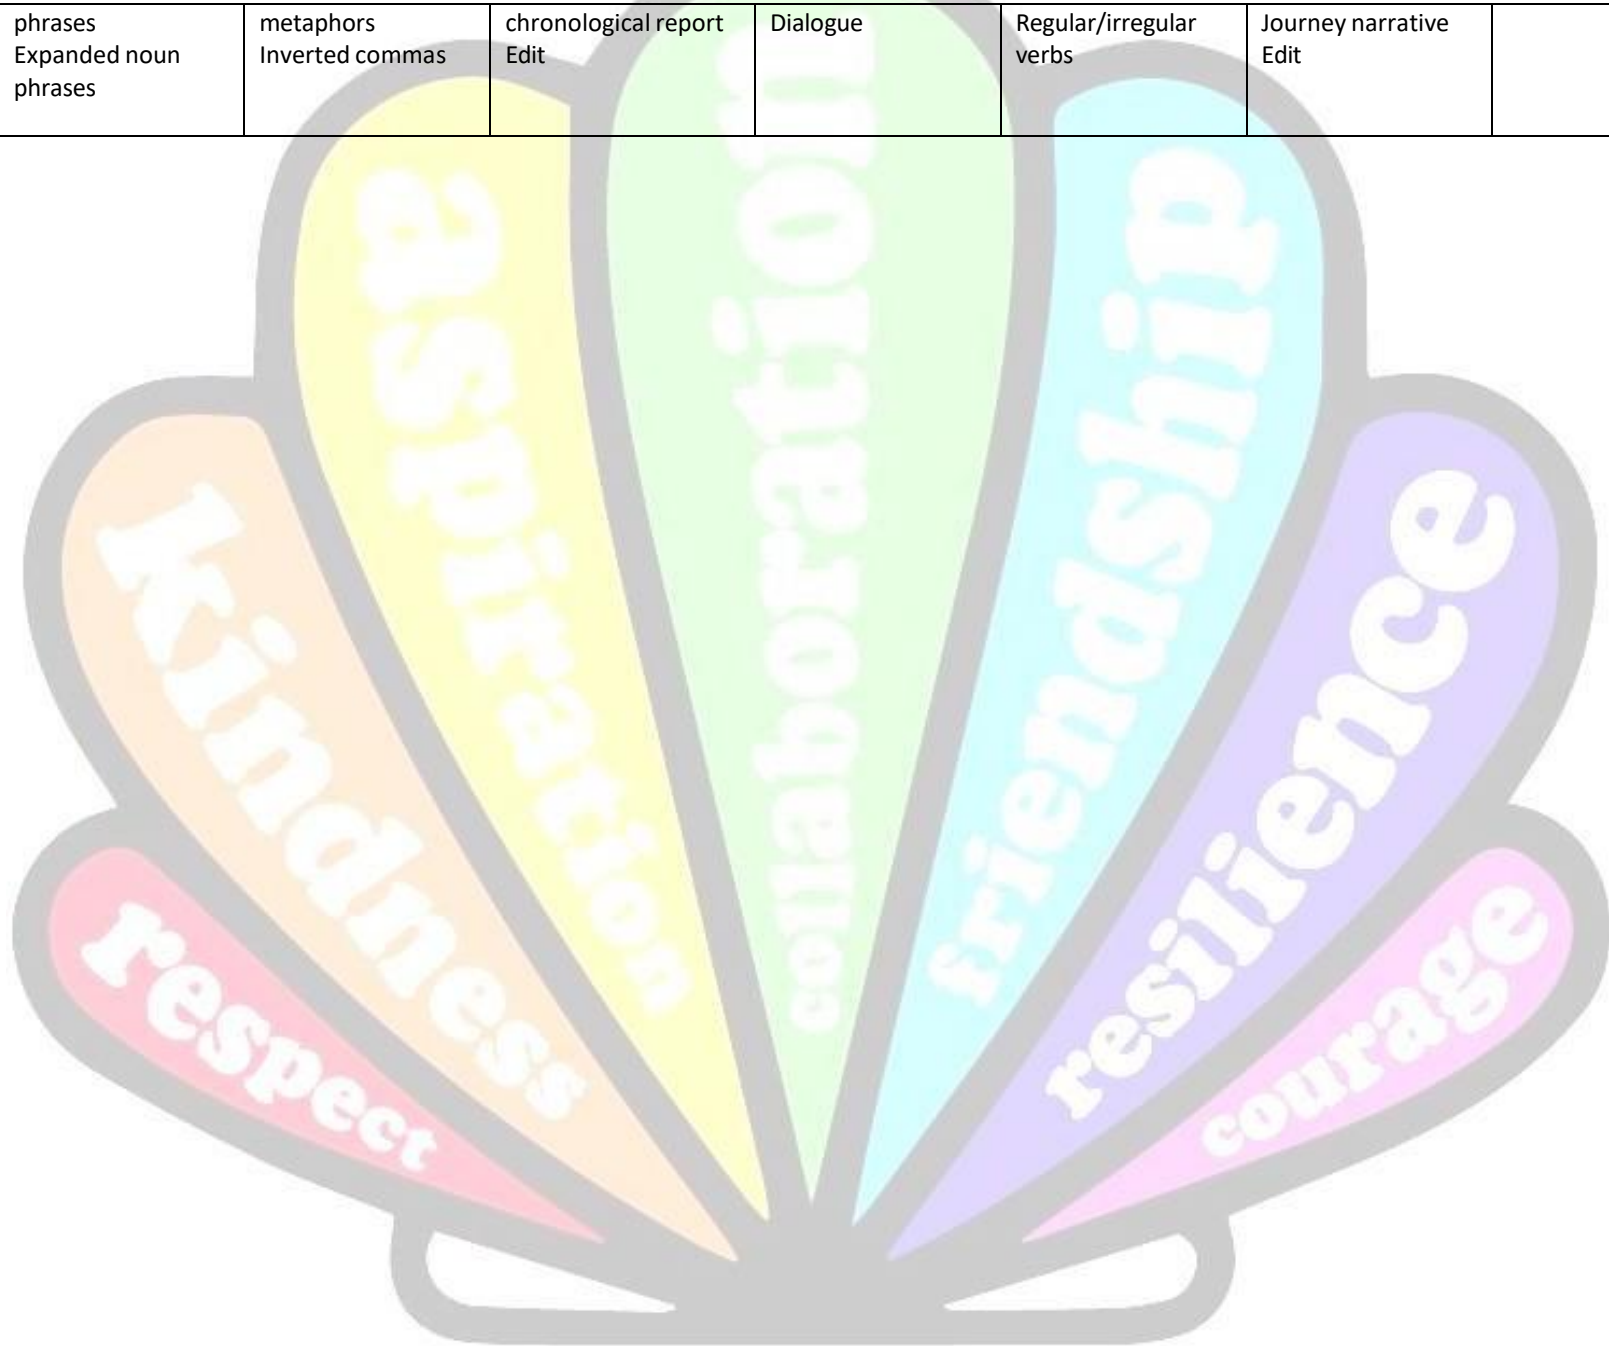 phrases
Expanded noun
phrases
metaphors
Inverted commas
chronological report
Edit
Dialogue
Regular/irregular
verbs
Journey narrative
Edit
respect
kindness
aspiration
collaboration
friendship
resilience
courage